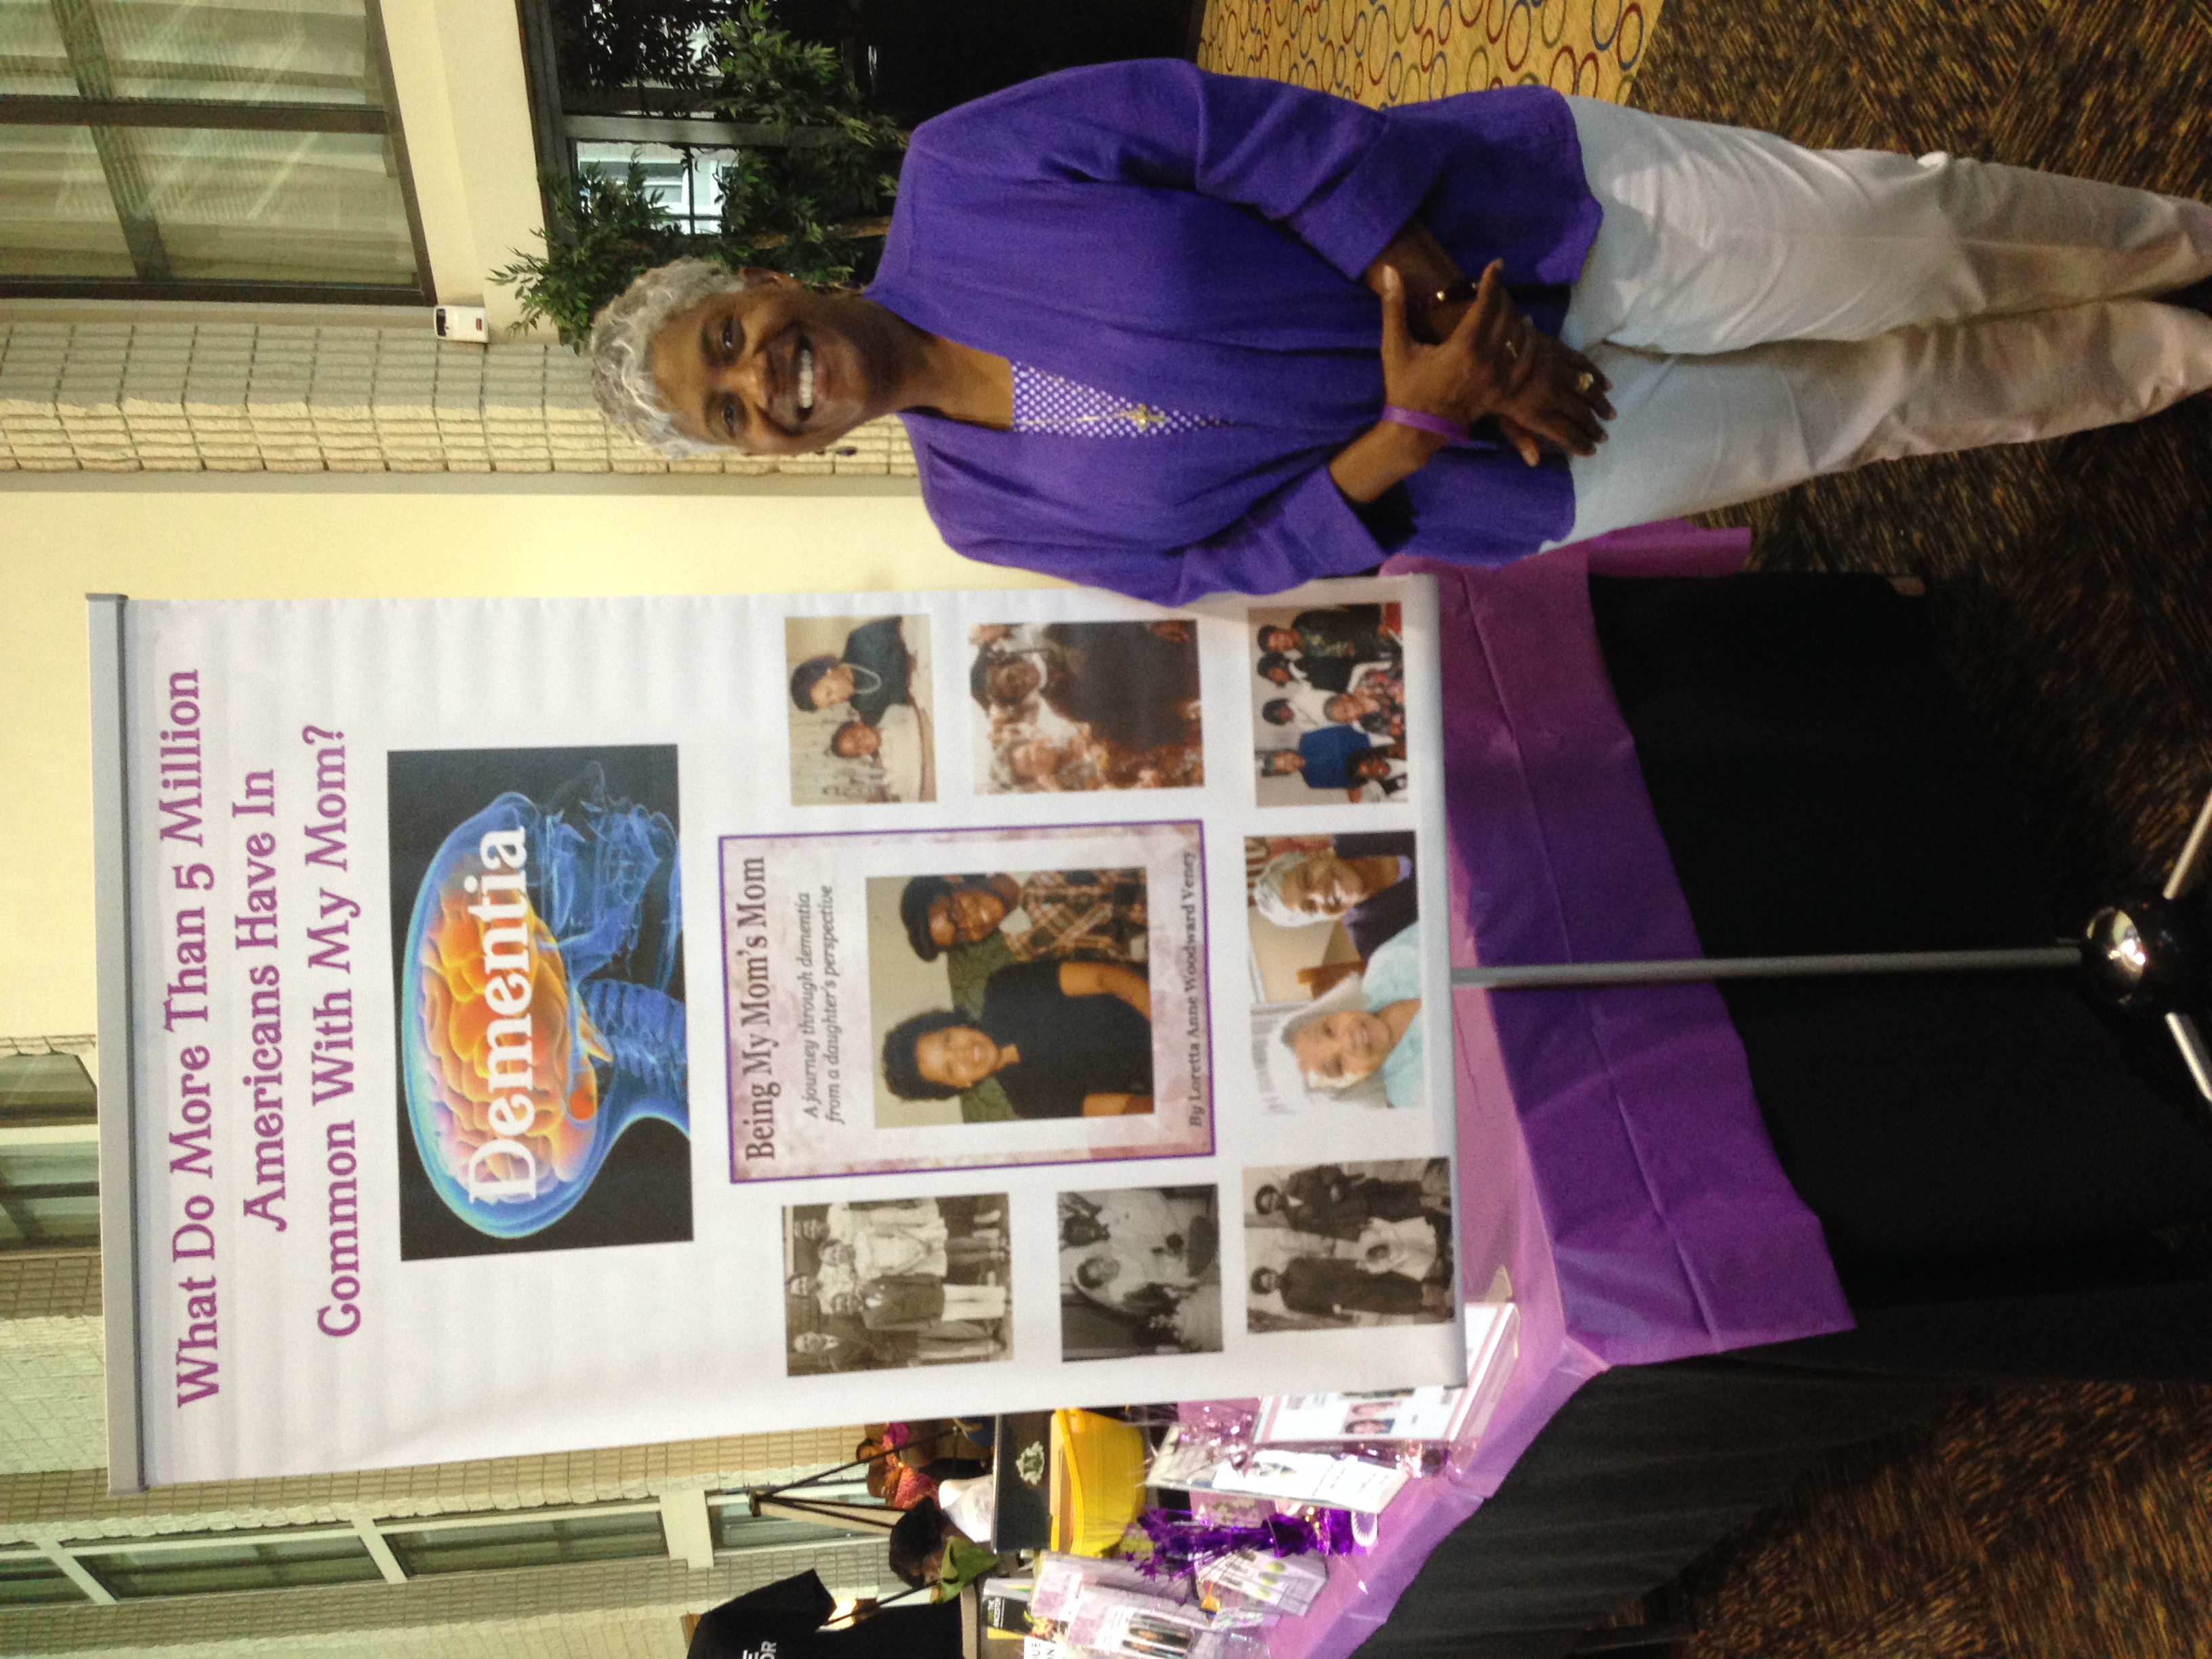 What Do More Than 5 Million
Americans Have In
Common With My Mom?
Dementia
Being My Mom's Mom
A journey through dementia
from a daughter's perspective
By Loretta Anne Woodward Veney